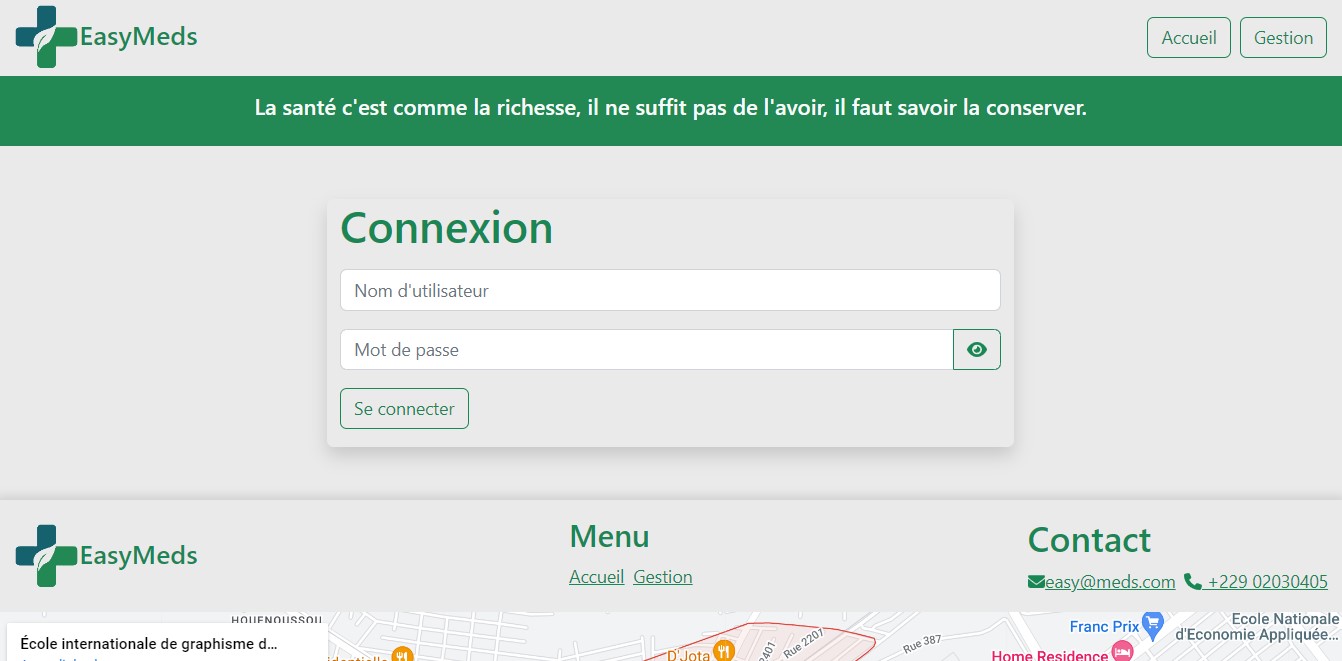 EasyMeds
Accueil
Gestion
La santé c'est comme la richesse, il ne suffit pas de l'avoir, il faut savoir la conserver.
Connexion
Nom d'utilisateur
Mot de passe
Se connecter
EasyMeds
Menu
Accueil Gestion
Contact
easy@meds.com +229 02030405
HOUENOUSSOU
École internationale de graphisme d...
D'Jota
Rue 2207
Rue 387
Franc Prix
Home Residence
Ecole Nationale
d'Economie Appliquée...